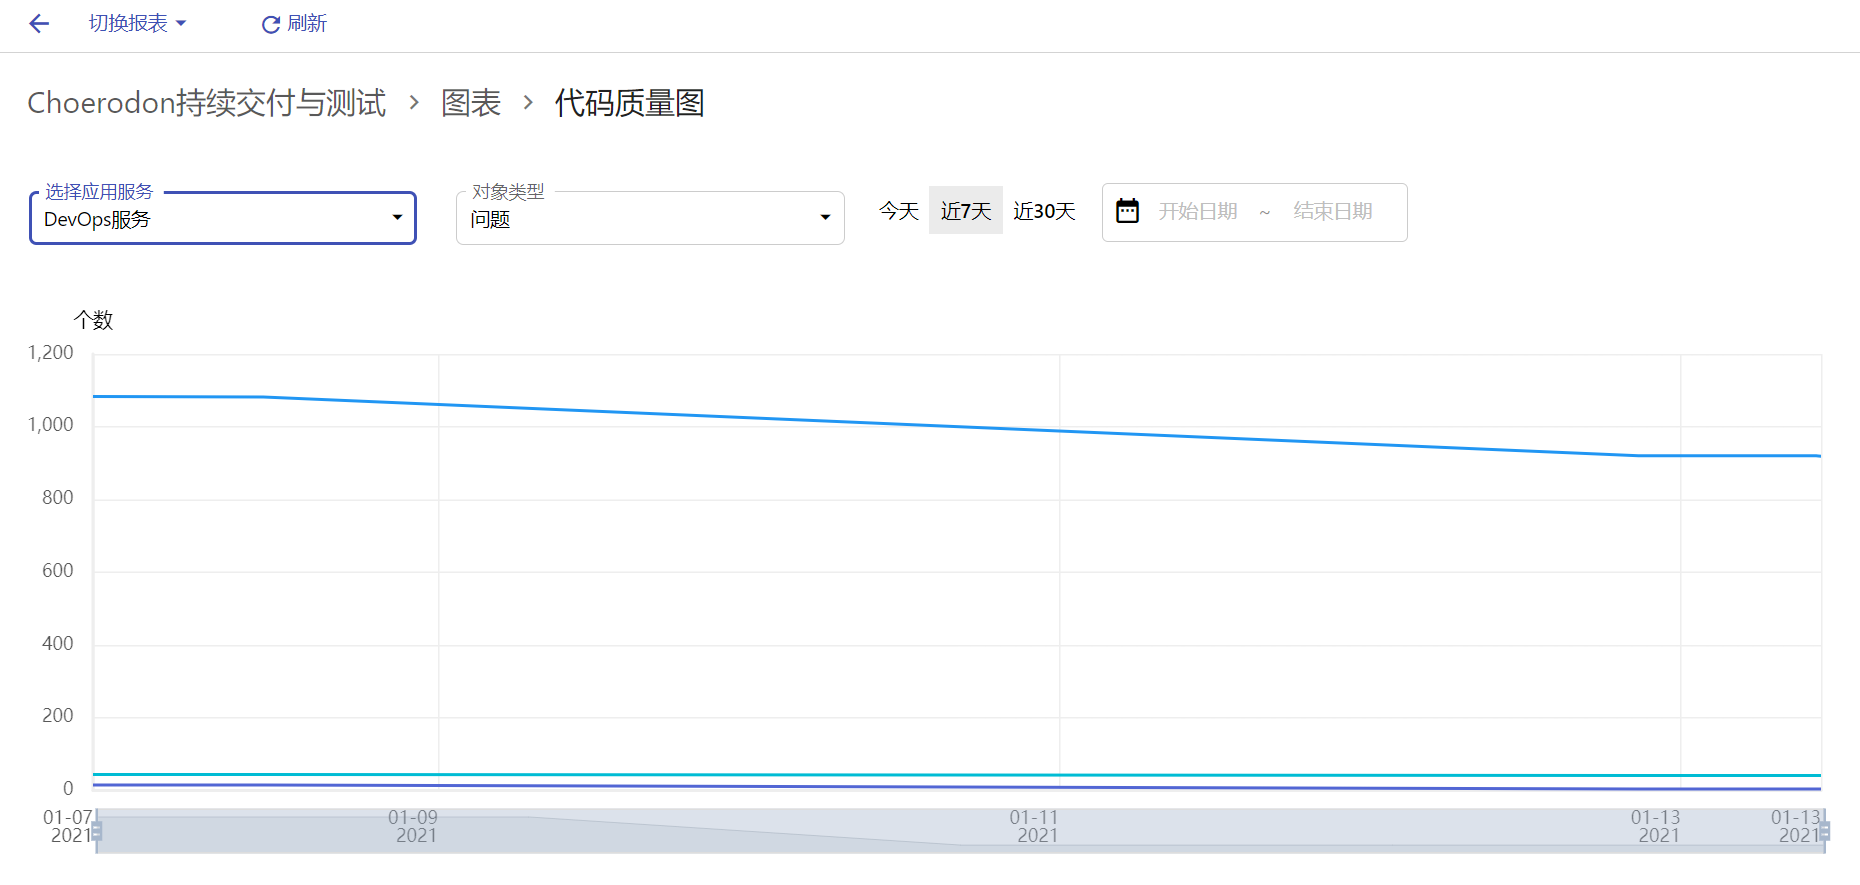 切换报表 刷新
Choerodon持续交付与测试 > 图表 > 代码质量图
选择应用服务 对象类型
DevOps服务 问题 今天 近7天 近30天 开始日期 ~ 结束日期
个数
1,200
1,000
800
600
400
200
0
01-07 01-09 01-11 01-13 01-13
2021 2021 2021 2021 2021